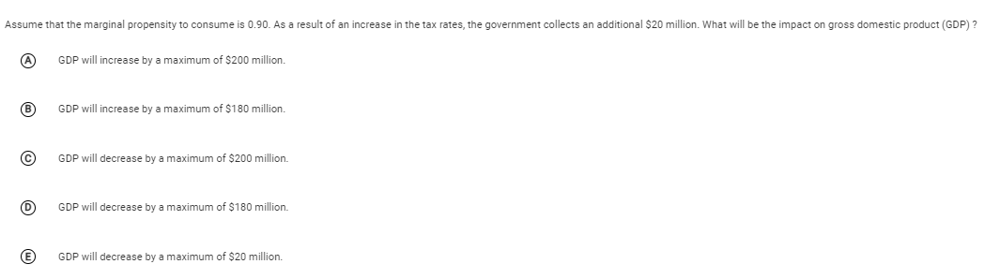 Assume that the marginal propensity to consume is 0.90. As a result of an increase in the tax rates, the government collects an additional $20 million. What will be the impact on gross domestic product (GDP) ?
A GDP will increase by a maximum of $200 million.
B GDP will increase by a maximum of $180 million.
C GDP will decrease by a maximum of $200 million.
D GDP will decrease by a maximum of $180 million.
E GDP will decrease by a maximum of $20 million.